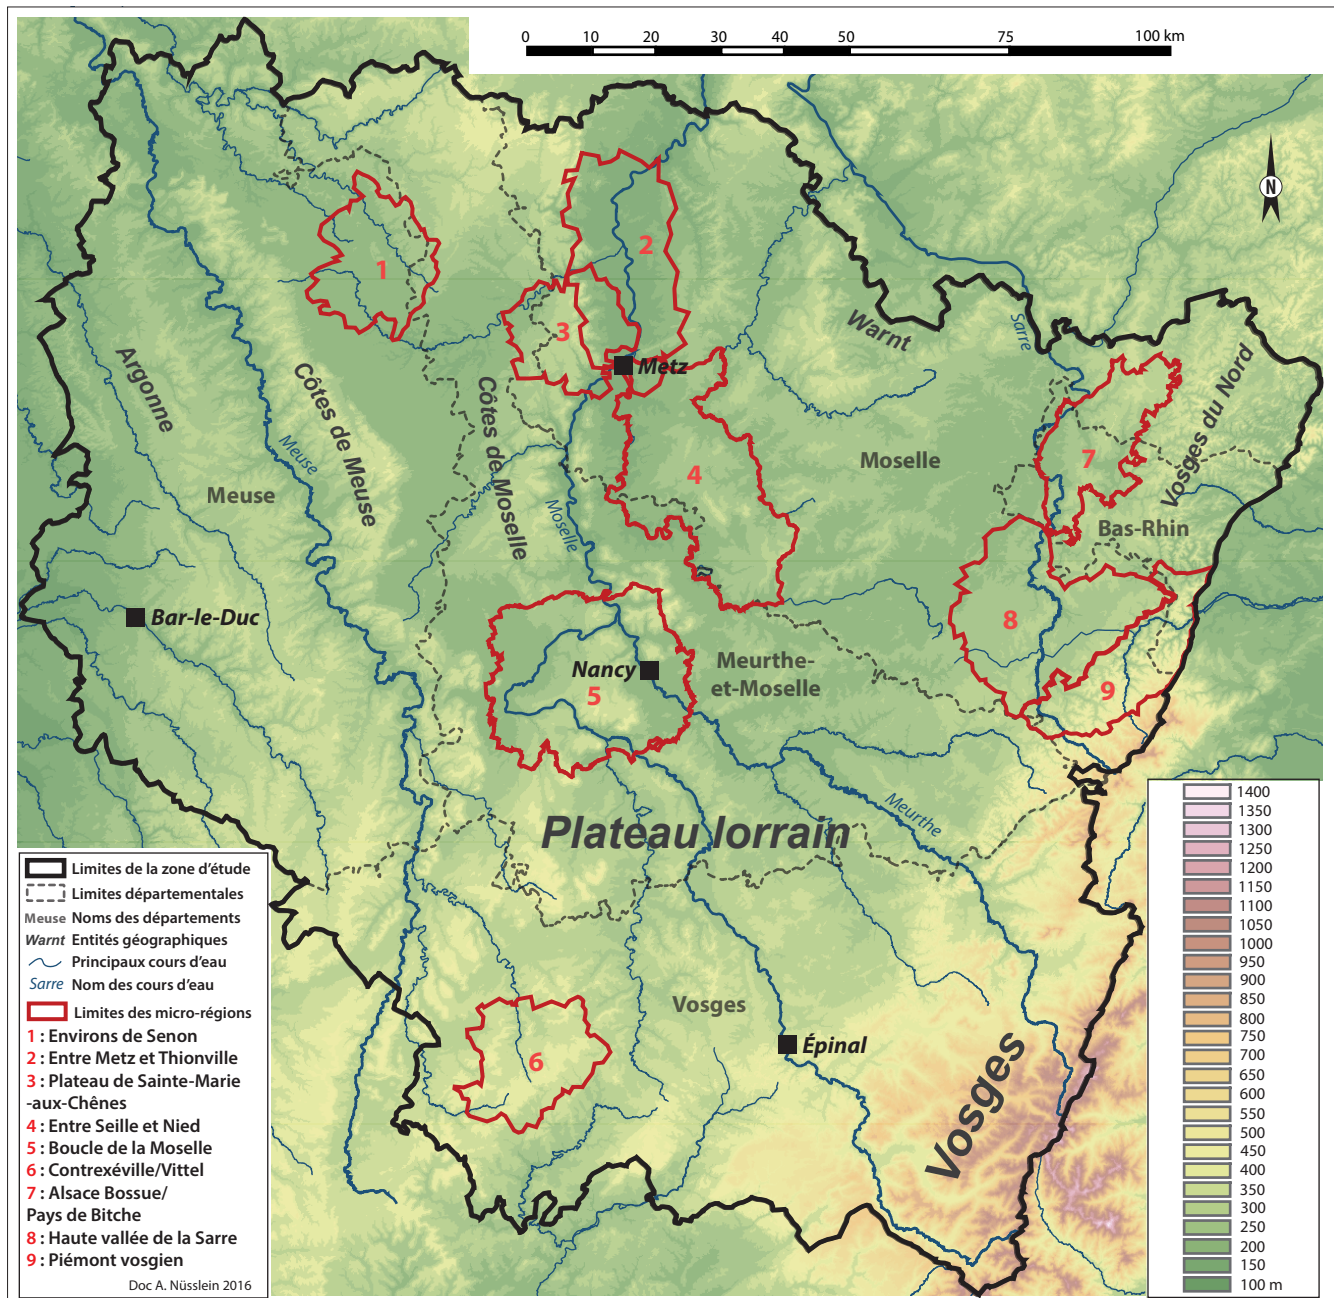 0 10 20 30 50 75 100 km
N
1
2
3
Metz
Warnt
Sarre
Argonne
Côtes de Meuse
Meuse
Côtes de Moselle
Meuse
Moselle
4
Moselle
7
Vosges du Nord
Bas-Rhin
Bar-le-Duc
Nancy
5
Meurthe-
et-Moselle
8
9
Plateau lorrain
Meurthe
Vosges
6
Épinal
Vosges
Limites de la zone d'étude
Limites départementales
Meuse Noms des départements
Warnt Entités géographiques
Principaux cours d'eau
Sarre Nom des cours d'eau
Limites des micro-régions
1 : Environs de Senon
2 : Entre Metz et Thionville
3 : Plateau de Sainte-Marie
-aux-Chênes
4 : Entre Seille et Nied
5 : Boucle de la Moselle
6 : Contrexéville/Vittel
7 : Alsace Bossue/
Pays de Bitche
8 : Haute vallée de la Sarre
9 : Piémont vosgien
Doc A. Nüsslein 2016
1400
1350
1300
1250
1200
1150
1100
1050
1000
950
900
850
800
750
700
650
600
550
500
450
400
350
300
250
200
150
100 m